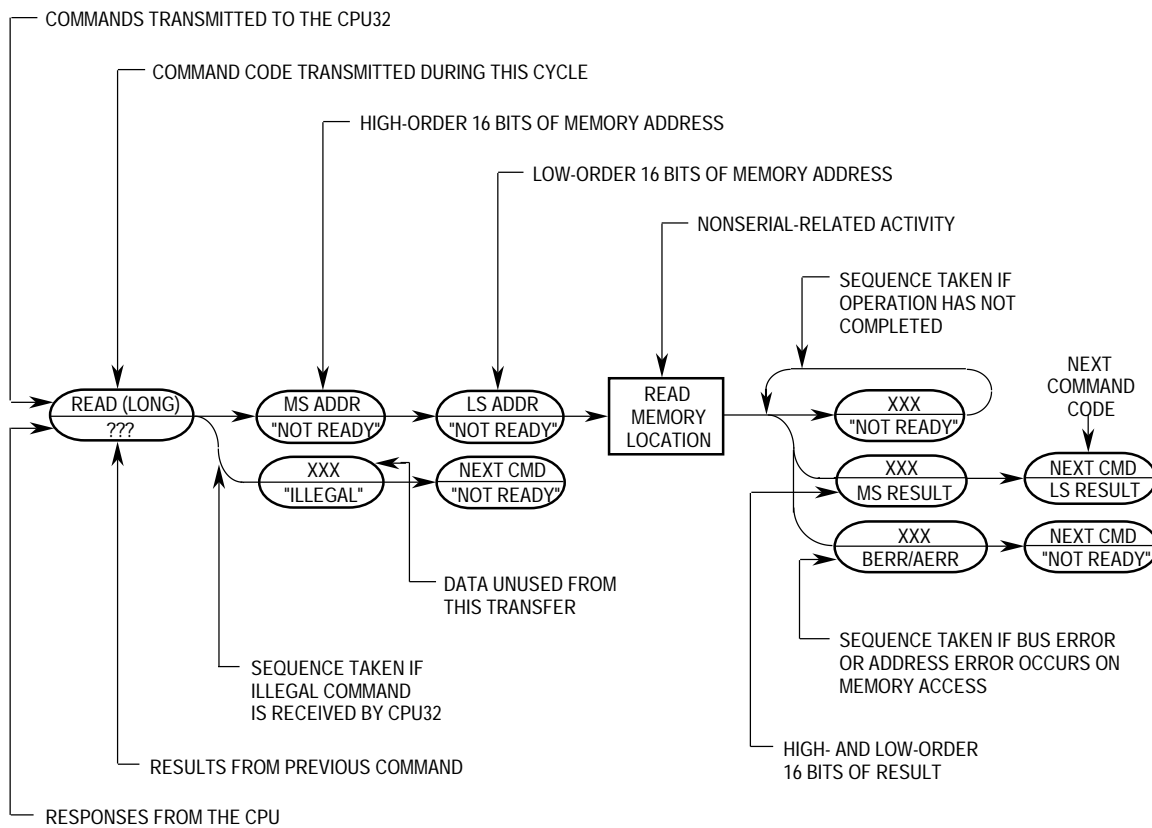 COMMANDS TRANSMITTED TO THE CPU32
COMMAND CODE TRANSMITTED DURING THIS CYCLE
HIGH-ORDER 16 BITS OF MEMORY ADDRESS
LOW-ORDER 16 BITS OF MEMORY ADDRESS
NONSERIAL-RELATED ACTIVITY
SEQUENCE TAKEN IF
OPERATION HAS NOT
COMPLETED
NEXT
COMMAND
CODE
READ (LONG)
???
MS ADDR
"NOT READY"
LS ADDR
"NOT READY"
READ
MEMORY
LOCATION
XXX
"NOT READY"
XXX
"ILLEGAL"
NEXT CMD
"NOT READY"
XXX
MS RESULT
NEXT CMD
LS RESULT
XXX
BERR/AERR
NEXT CMD
"NOT READY"
DATA UNUSED FROM
THIS TRANSFER
SEQUENCE TAKEN IF BUS ERROR
OR ADDRESS ERROR OCCURS ON
MEMORY ACCESS
SEQUENCE TAKEN IF
ILLEGAL COMMAND
IS RECEIVED BY CPU32
HIGH- AND LOW-ORDER
16 BITS OF RESULT
RESULTS FROM PREVIOUS COMMAND
RESPONSES FROM THE CPU